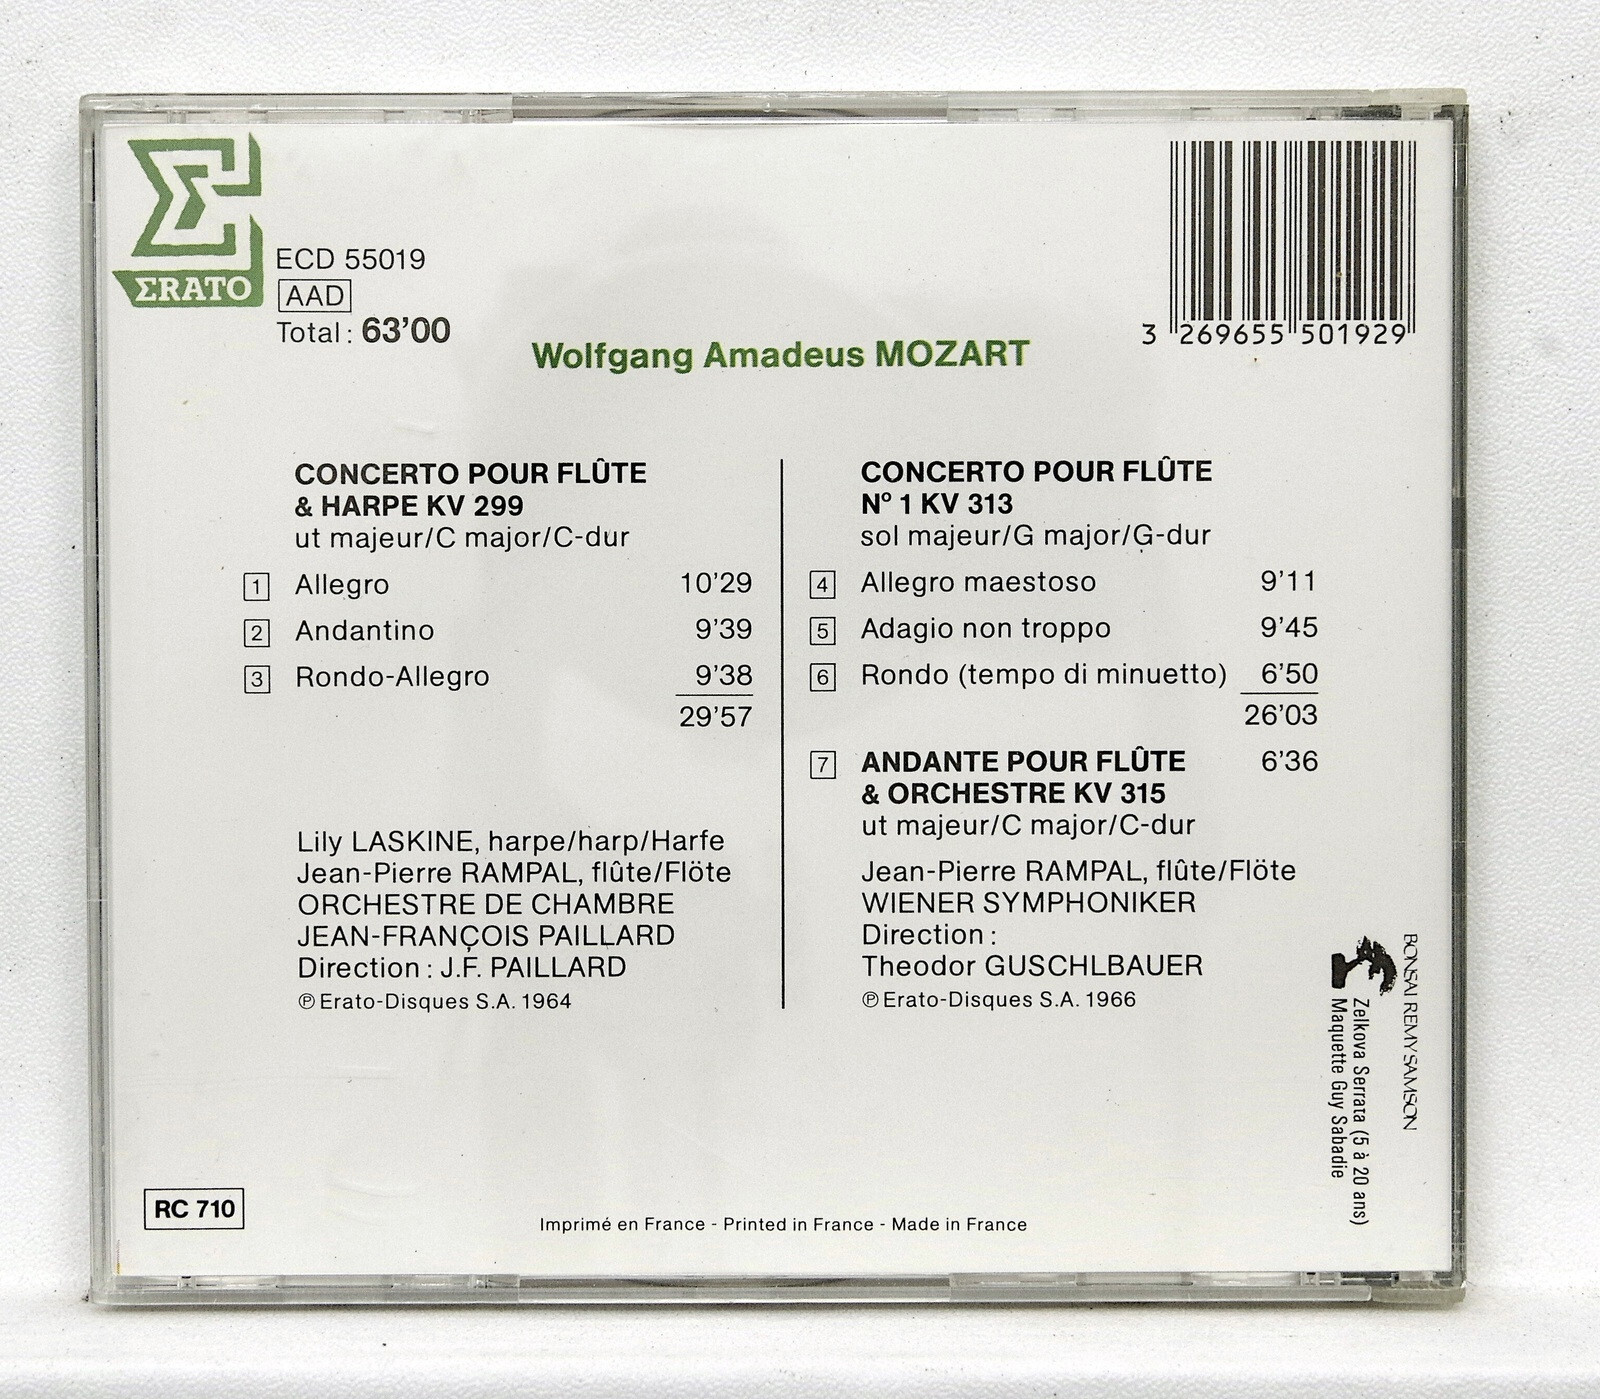 ΣRATO
ECD 55019
AAD
Total : 63'00
3 269655 501929
Wolfgang Amadeus MOZART
CONCERTO POUR FLÛTE
& HARPE KV 299
ut majeur/C major/C-dur
1 Allegro 10'29
2 Andantino 9'39
3 Rondo-Allegro 9'38
29'57
Lily LASKINE, harpe/harp/Harfe
Jean-Pierre RAMPAL, flûte/Flöte
ORCHESTRE DE CHAMBRE
JEAN-FRANÇOIS PAILLARD
Direction : J.F. PAILLARD
℗ Erato-Disques S.A. 1964
CONCERTO POUR FLÛTE
Nº 1 KV 313
sol majeur/G major/G-dur
4 Allegro maestoso 9'11
5 Adagio non troppo 9'45
6 Rondo (tempo di minuetto) 6'50
26'03
7 ANDANTE POUR FLÛTE 6'36
& ORCHESTRE KV 315
ut majeur/C major/C-dur
Jean-Pierre RAMPAL, flûte/Flöte
WIENER SYMPHONIKER
Direction :
Theodor GUSCHLBAUER
℗ Erato-Disques S.A. 1966
BONSAI REMY SAMSON
Zelkova Serrata (5 à 20 ans)
Maquette Guy Sabadie
RC 710
Imprimé en France - Printed in France - Made in France